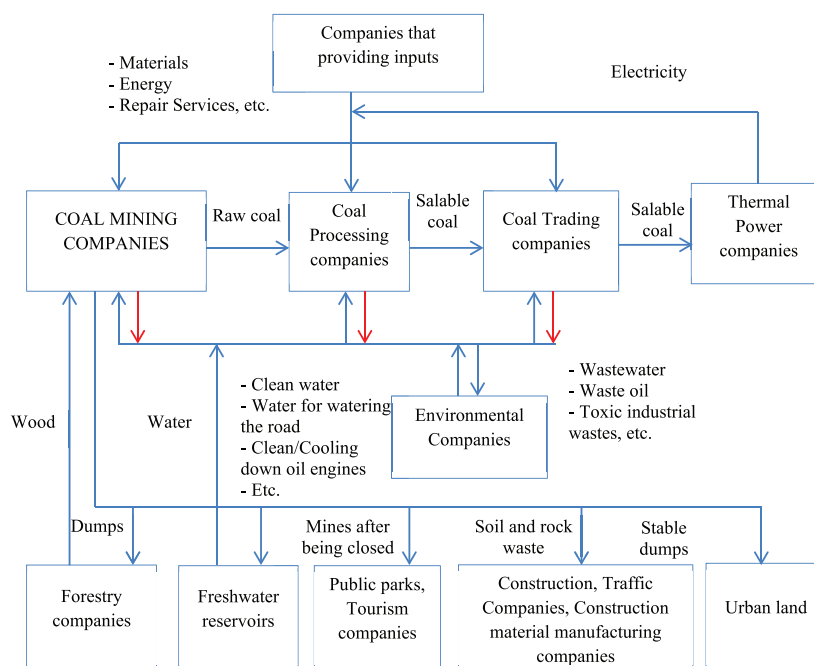 Companies that
providing inputs
- Materials
- Energy
- Repair Services, etc.
Electricity
COAL MINING
COMPANIES
Raw coal
Coal
Processing
companies
Salable
coal
Coal Trading
companies
Salable
coal
Thermal
Power
companies
Wood
Water
- Clean water
- Water for watering
the road
- Clean/Cooling
down oil engines
- Etc.
Environmental
Companies
- Wastewater
- Waste oil
- Toxic industrial
wastes, etc.
Dumps
Mines after
being closed
Soil and rock
waste
Stable
dumps
Forestry
companies
Freshwater
reservoirs
Public parks,
Tourism
companies
Construction, Traffic
Companies, Construction
material manufacturing
companies
Urban land